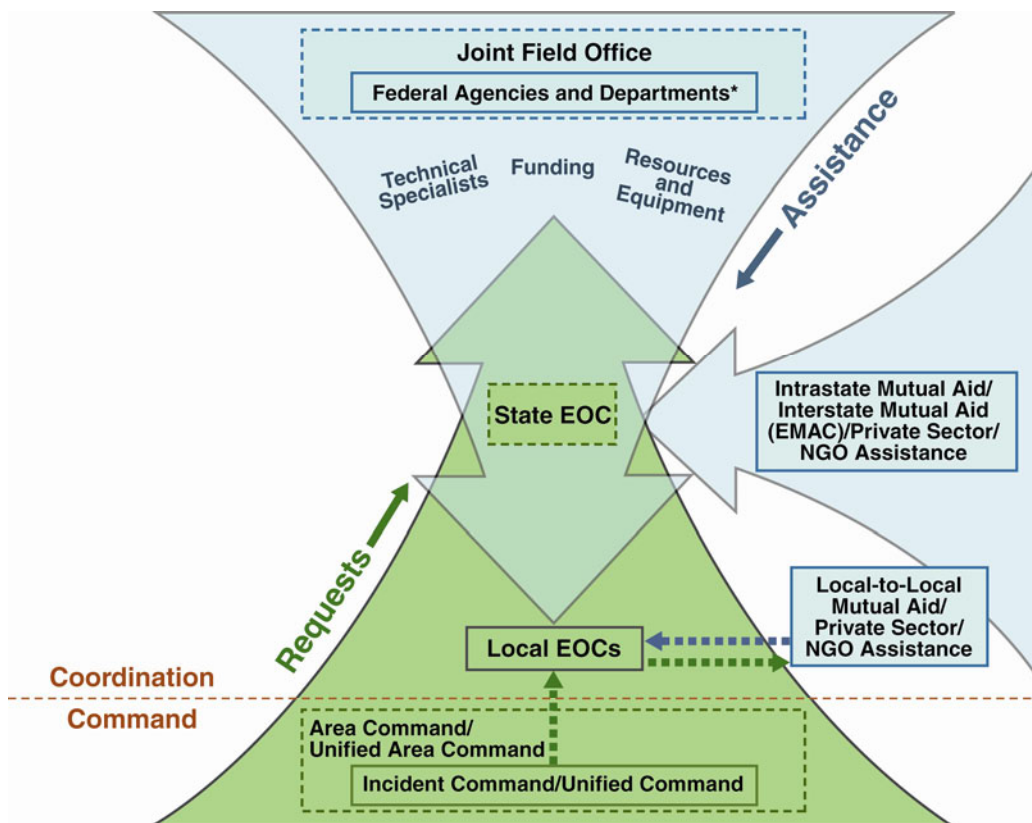 Joint Field Office
Federal Agencies and Departments*
Technical
Specialists
Funding
Resources
and
Equipment
Assistance
State EOC
Intrastate Mutual Aid/
Interstate Mutual Aid
(EMAC)/Private Sector/
NGO Assistance
Requests
Local-to-Local
Mutual Aid/
Private Sector/
NGO Assistance
Local EOCs
Coordination
Command
Area Command/
Unified Area Command
Incident Command/Unified Command